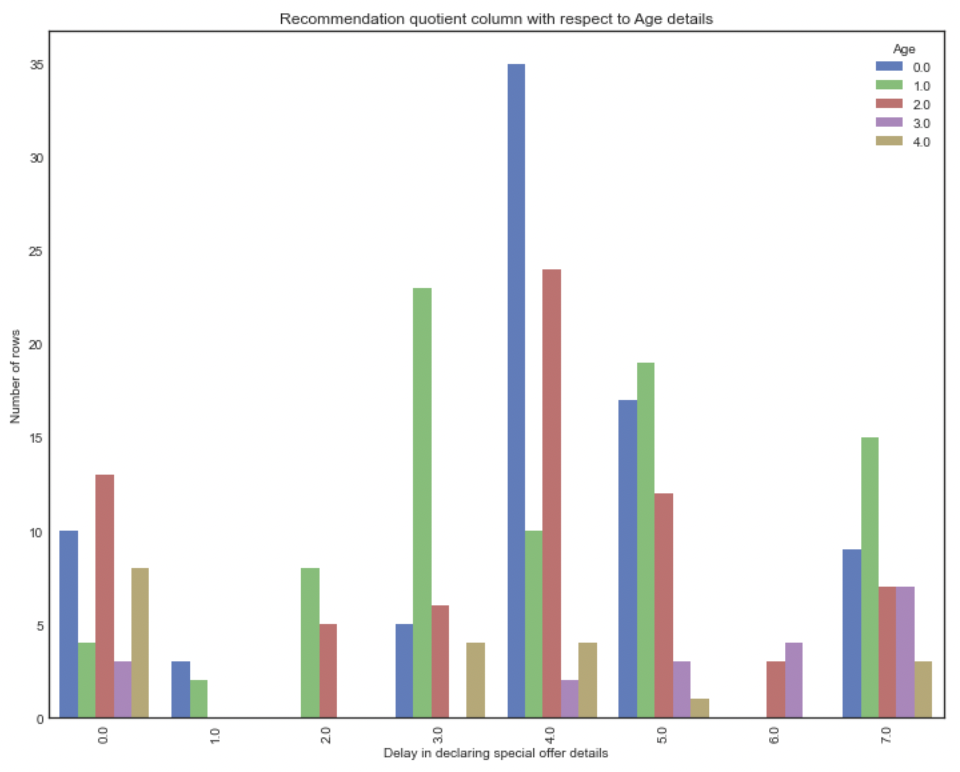 Recommendation quotient column with respect to Age details
Age
0.0
1.0
2.0
3.0
4.0
35
30
25
20
15
10
5
0
Number of rows
0.0 1.0 2.0 3.0 4.0 5.0 6.0 7.0
Delay in declaring special offer details